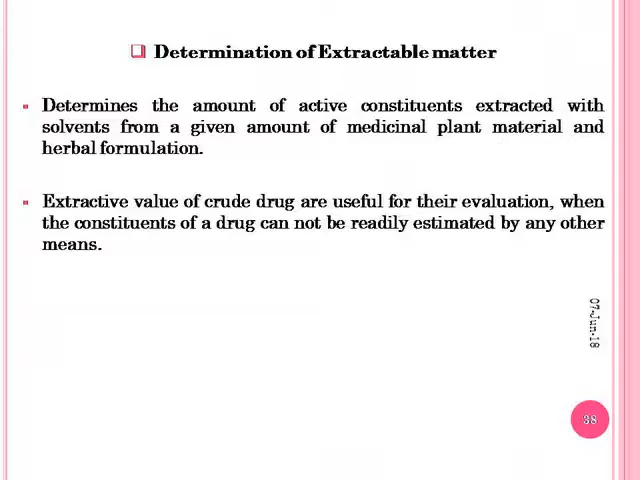 Determination of Extractable matter
Determines the amount of active constituents extracted with
solvents from a given amount of medicinal plant material and
herbal formulation.
Extractive value of crude drug are useful for their evaluation, when
the constituents of a drug can not be readily estimated by any other
means.
07-Jun-18
38